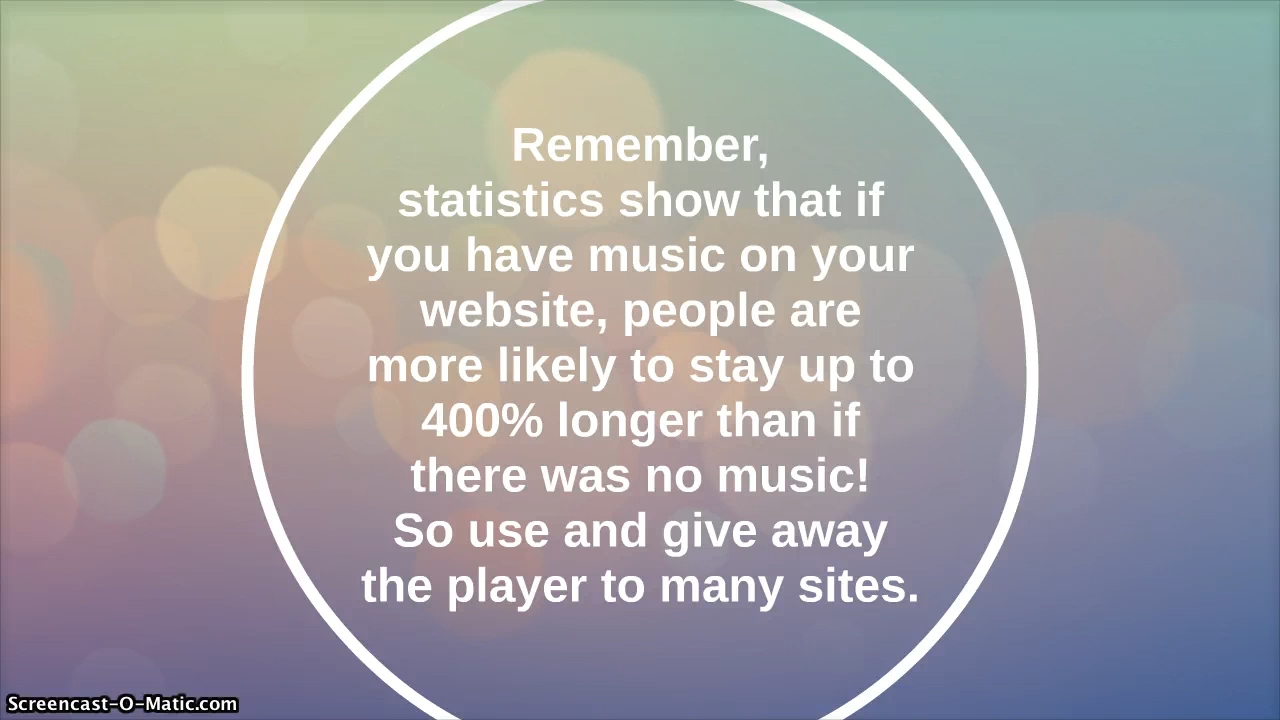 Remember,
statistics show that if
you have music on your
website, people are
more likely to stay up to
400% longer than if
there was no music!
So use and give away
the player to many sites.
Screencast-O-Matic.com